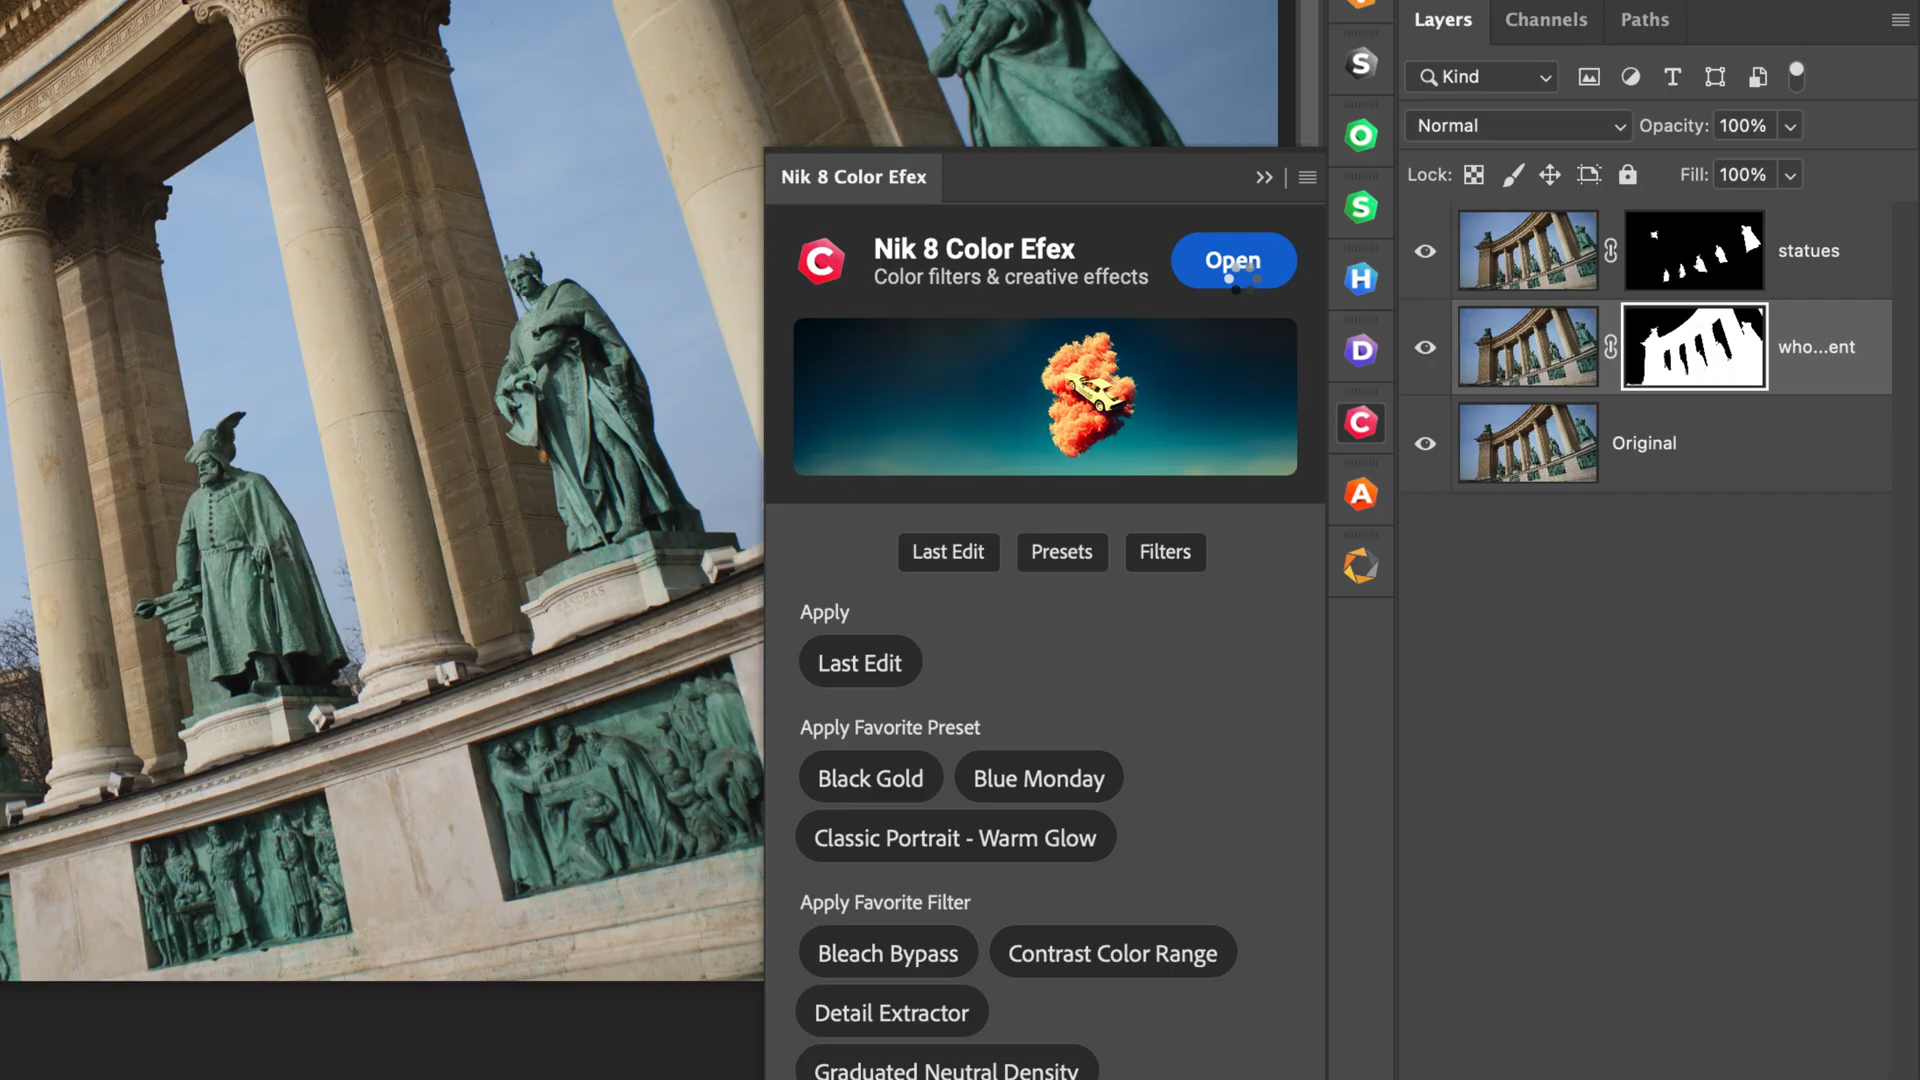 Layers Channels Paths
Kind
Normal Opacity: 100%
Lock: Fill: 100%
statues
who...ent
Original
Nik 8 Color Efex
Nik 8 Color Efex
Color filters & creative effects
Open
Last Edit Presets Filters
Apply
Last Edit
Apply Favorite Preset
Black Gold Blue Monday
Classic Portrait - Warm Glow
Apply Favorite Filter
Bleach Bypass Contrast Color Range
Detail Extractor
Graduated Neutral Density
S
O
S
H
D
C
A
C